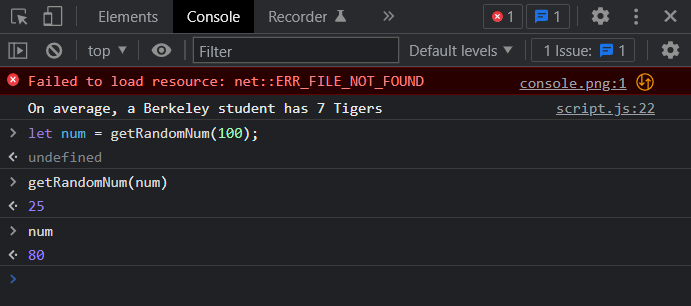 Elements Console Recorder 1 1
top Filter Default levels 1 Issue: 1
Failed to load resource: net::ERR_FILE_NOT_FOUND console.png:1
On average, a Berkeley student has 7 Tigers script.js:22
let num = getRandomNum(100);
undefined
getRandomNum(num)
25
num
80